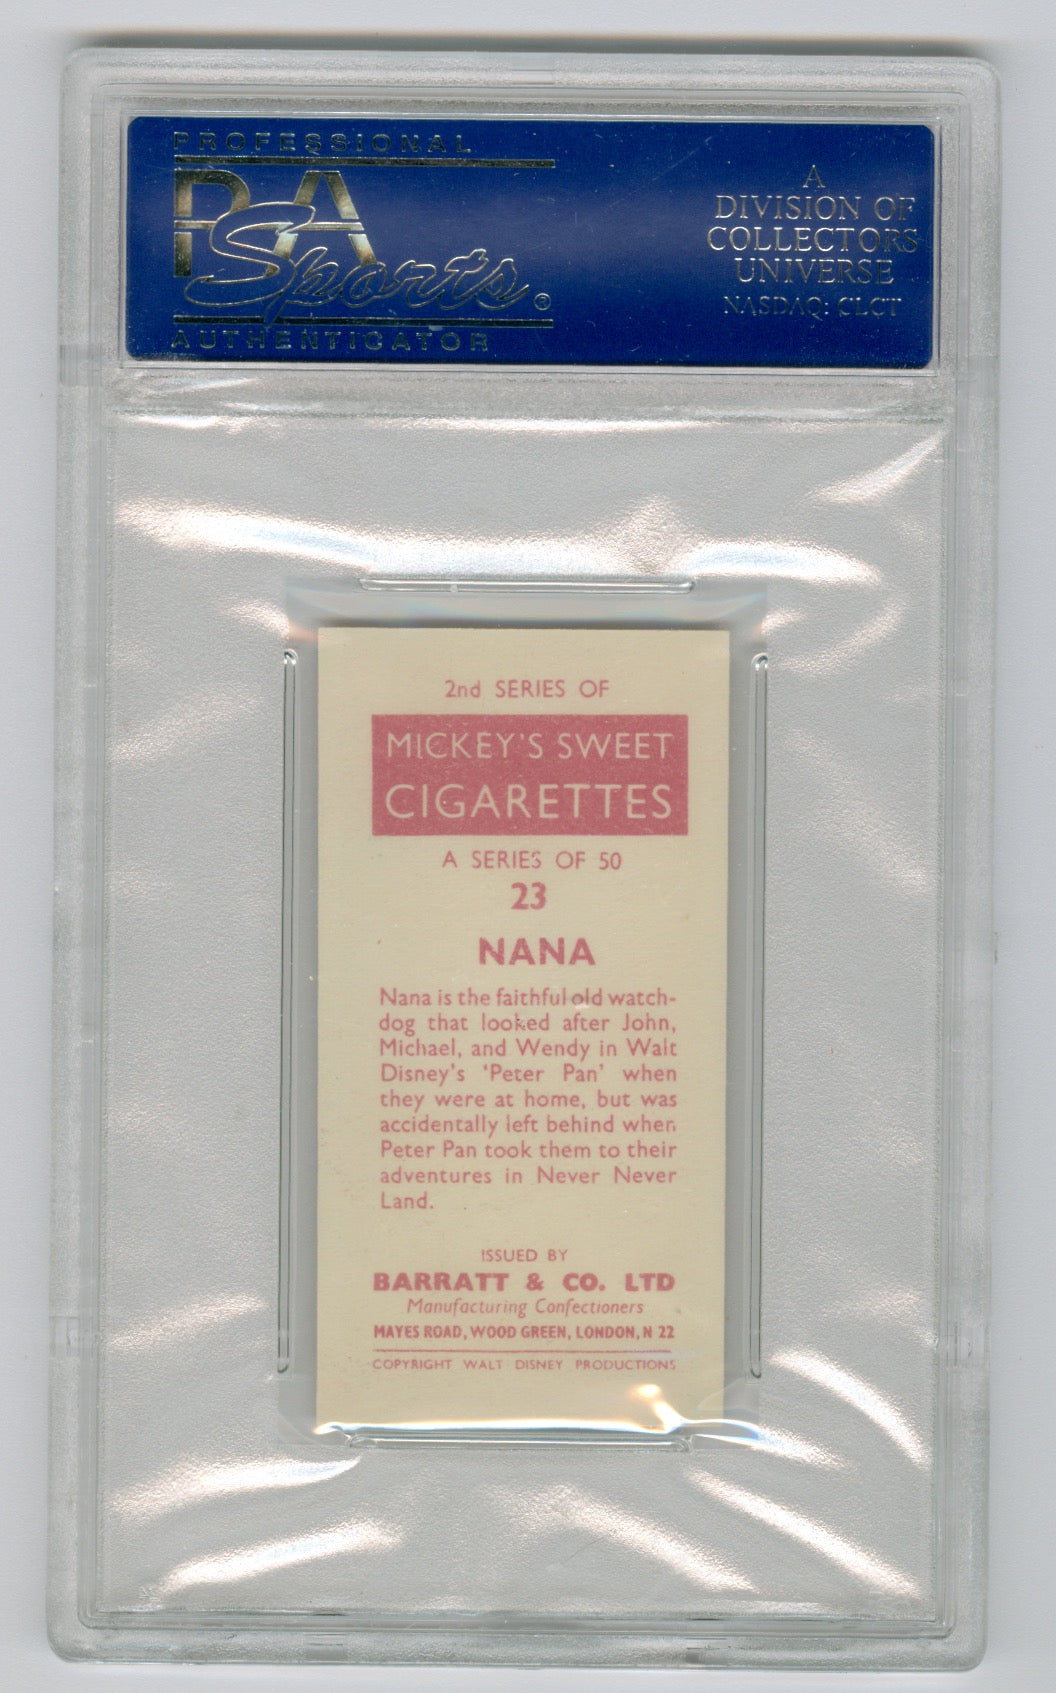 PROFESSIONAL
PSA
Sports®
AUTHENTICATOR
A
DIVISION OF
COLLECTORS
UNIVERSE
NASDAQ: CLCT
2nd SERIES OF
MICKEY'S SWEET
CIGARETTES
A SERIES OF 50
23
NANA
Nana is the faithful old watch-
dog that looked after John,
Michael, and Wendy in Walt
Disney's 'Peter Pan' when
they were at home, but was
accidentally left behind when
Peter Pan took them to their
adventures in Never Never
Land.
ISSUED BY
BARRATT & CO. LTD
Manufacturing Confectioners
MAYES ROAD, WOOD GREEN, LONDON, N 22
COPYRIGHT WALT DISNEY PRODUCTIONS